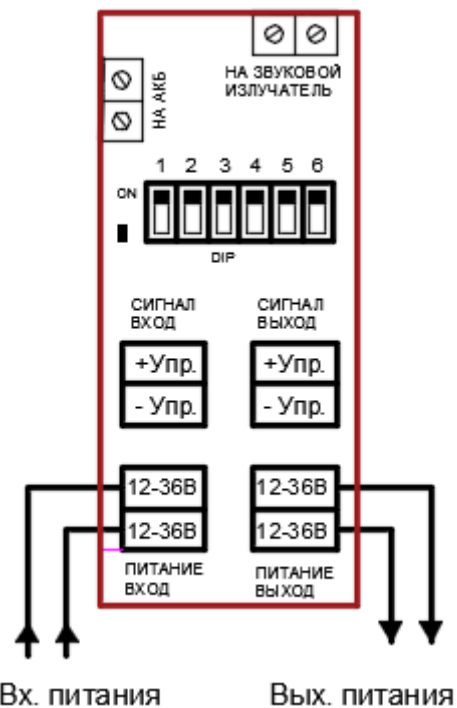 НА ЗВУКОВОЙ
ИЗЛУЧАТЕЛЬ
НА АКБ
1 2 3 4 5 6
ON
DIP
СИГНАЛ ВХОД
СИГНАЛ ВЫХОД
+Упр. +Упр.
- Упр. - Упр.
12-36В 12-36В
12-36В 12-36В
ПИТАНИЕ ВХОД
ПИТАНИЕ ВЫХОД
Вх. питания Вых. питания